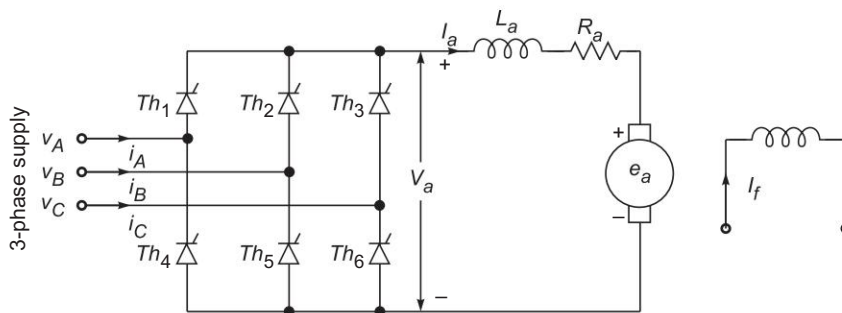 3-phase supply
v_A
v_B
v_C
i_A
i_B
i_C
Th_1
Th_2
Th_3
Th_4
Th_5
Th_6
I_a
+
V_a
–
L_a
R_a
+
e_a
–
I_f